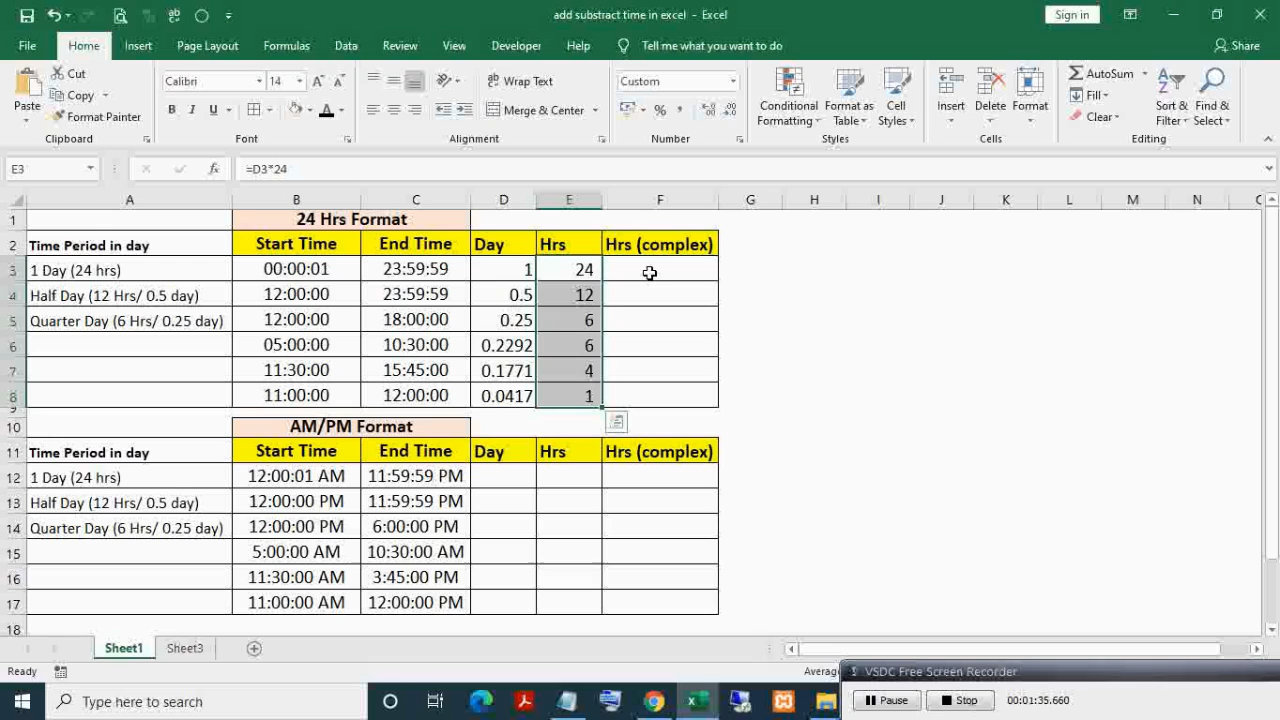 add substract time in excel - Excel
Sign in
File Home Insert Page Layout Formulas Data Review View Developer Help Tell me what you want to do Share
Paste
Cut
Copy
Format Painter
Calibri 14
B I U A
Wrap Text
Merge & Center
Custom
Conditional Formatting
Format as Table
Cell Styles
Insert
Delete
Format
AutoSum
Fill
Clear
Sort & Filter
Find & Select
Clipboard Font Alignment Number Styles Cells Editing
E3 fx =D3*24
A B C D E F G H I J K L M N
1 24 Hrs Format
2 Time Period in day Start Time End Time Day Hrs Hrs (complex)
3 1 Day (24 hrs) 00:00:01 23:59:59 1 24
4 Half Day (12 Hrs/ 0.5 day) 12:00:00 23:59:59 0.5 12
5 Quarter Day (6 Hrs/ 0.25 day) 12:00:00 18:00:00 0.25 6
6 05:00:00 10:30:00 0.2292 6
7 11:30:00 15:45:00 0.1771 4
8 11:00:00 12:00:00 0.0417 1
9
10 AM/PM Format
11 Time Period in day Start Time End Time Day Hrs Hrs (complex)
12 1 Day (24 hrs) 12:00:01 AM 11:59:59 PM
13 Half Day (12 Hrs/ 0.5 day) 12:00:00 PM 11:59:59 PM
14 Quarter Day (6 Hrs/ 0.25 day) 12:00:00 PM 6:00:00 PM
15 5:00:00 AM 10:30:00 AM
16 11:30:00 AM 3:45:00 PM
17 11:00:00 AM 12:00:00 PM
18
Sheet1 Sheet3
Ready
VSDC Free Screen Recorder
Type here to search
Pause Stop 00:01:35.660